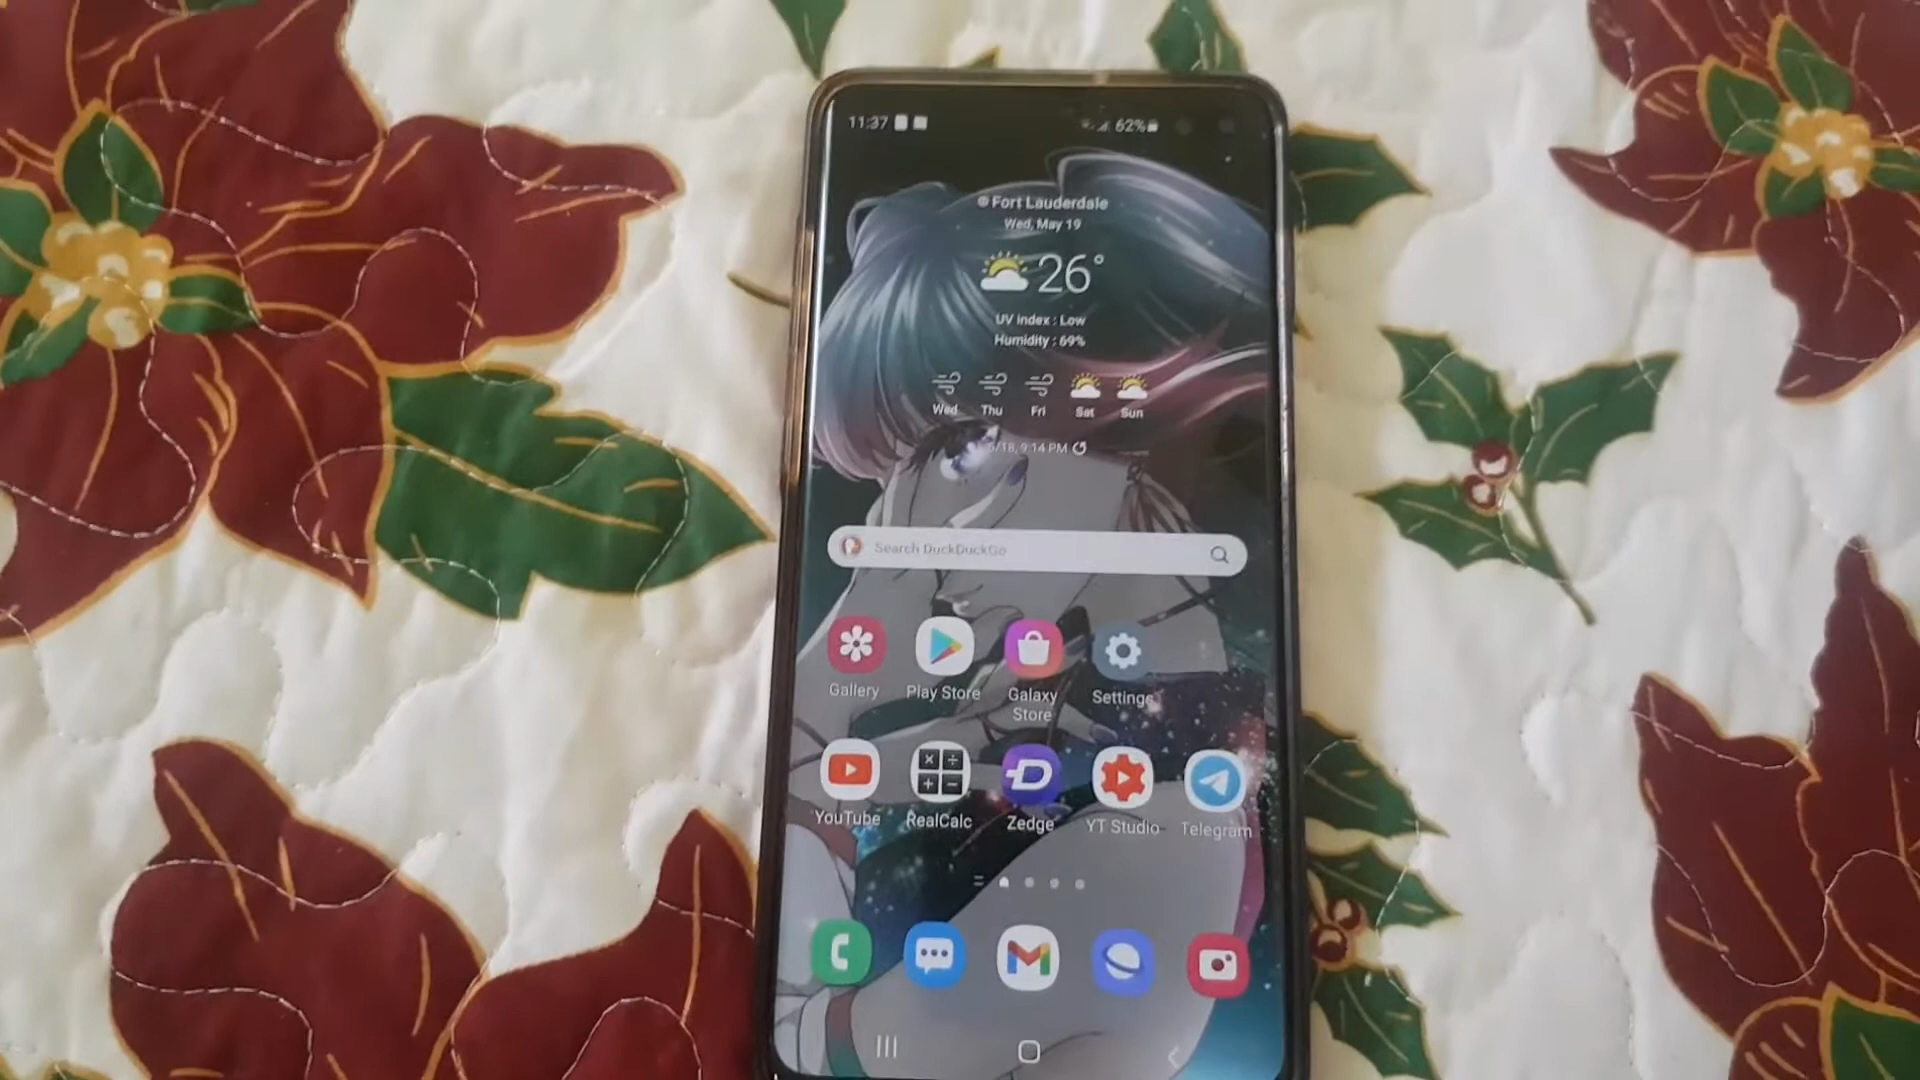 11:37 62%
Fort Lauderdale
Wed, May 19
26°
UV index : Low
Humidity : 69%
Wed Thu Fri Sat Sun
5/18, 9:14 PM
Search DuckDuckGo
Gallery Play Store Galaxy Store Settings
YouTube RealCalc Zedge YT Studio Telegram